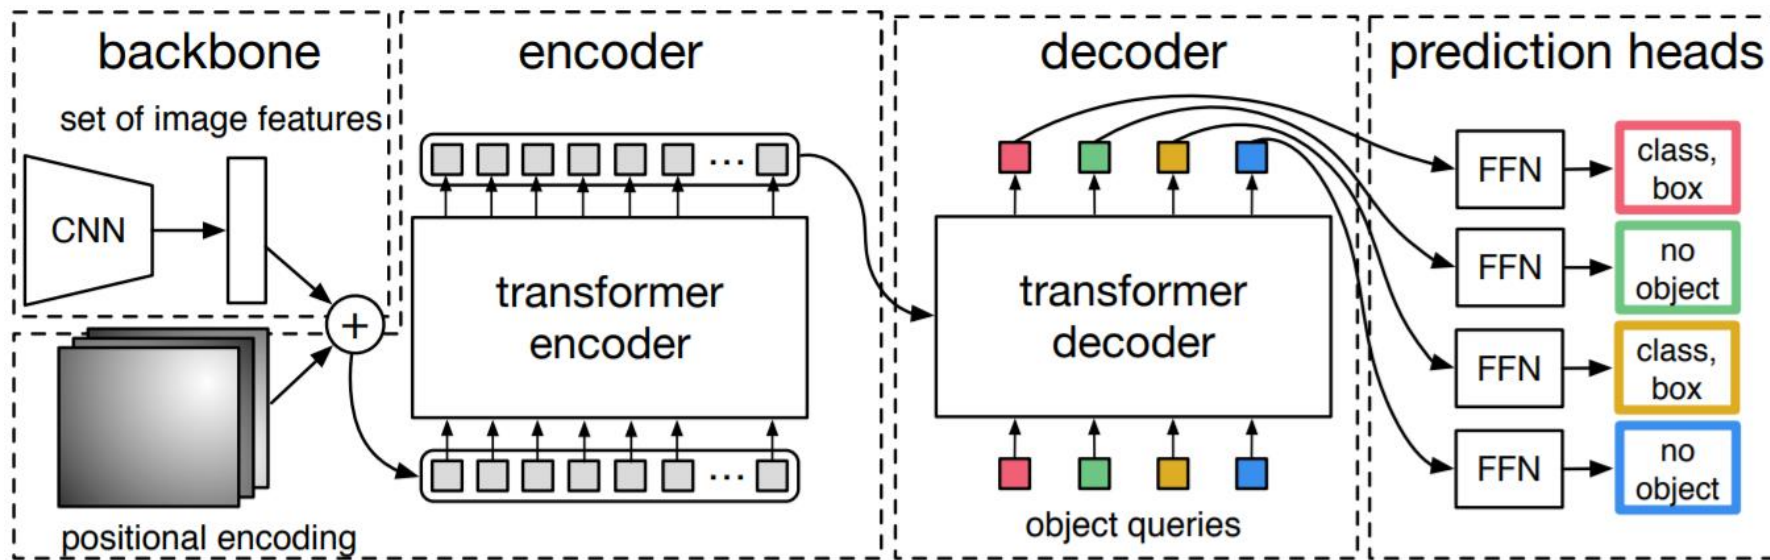 backbone
set of image features
CNN
+
positional encoding
encoder
...
transformer
encoder
...
decoder
transformer
decoder
object queries
prediction heads
FFN
class,
box
FFN
no
object
FFN
class,
box
FFN
no
object